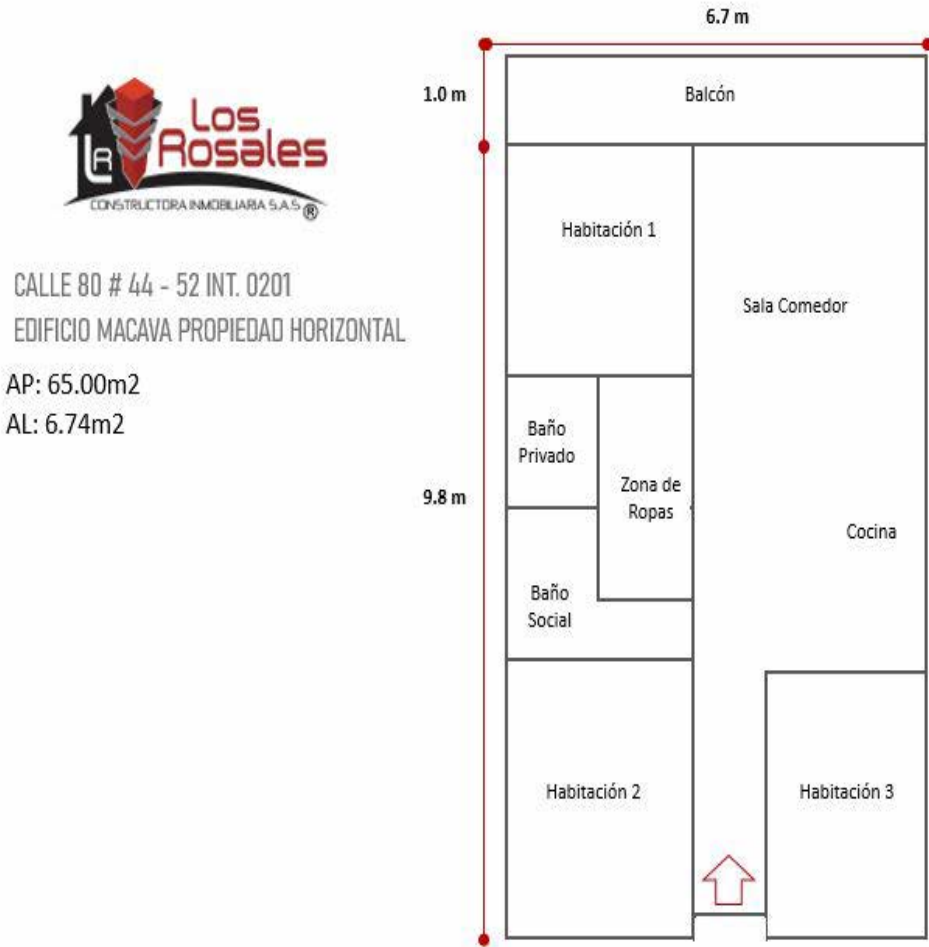 Los
Rosales
LR
CONSTRUCTORA INMOBILIARIA S.A.S ®
CALLE 80 # 44 - 52 INT. 0201
EDIFICIO MACAVA PROPIEDAD HORIZONTAL
AP: 65.00m2
AL: 6.74m2
6.7 m
1.0 m
Balcón
Habitación 1
Sala Comedor
Baño
Privado
Zona de
Ropas
9.8 m
Cocina
Baño
Social
Habitación 2
Habitación 3